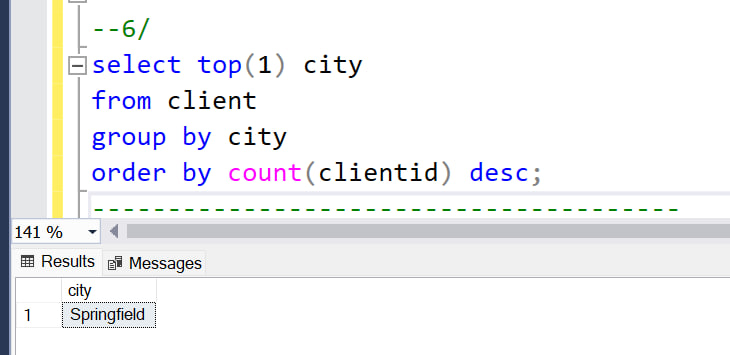 --6/
select top(1) city
from client
group by city
order by count(clientid) desc;
---------------------------------------
141 %
Results Messages
city
1 Springfield